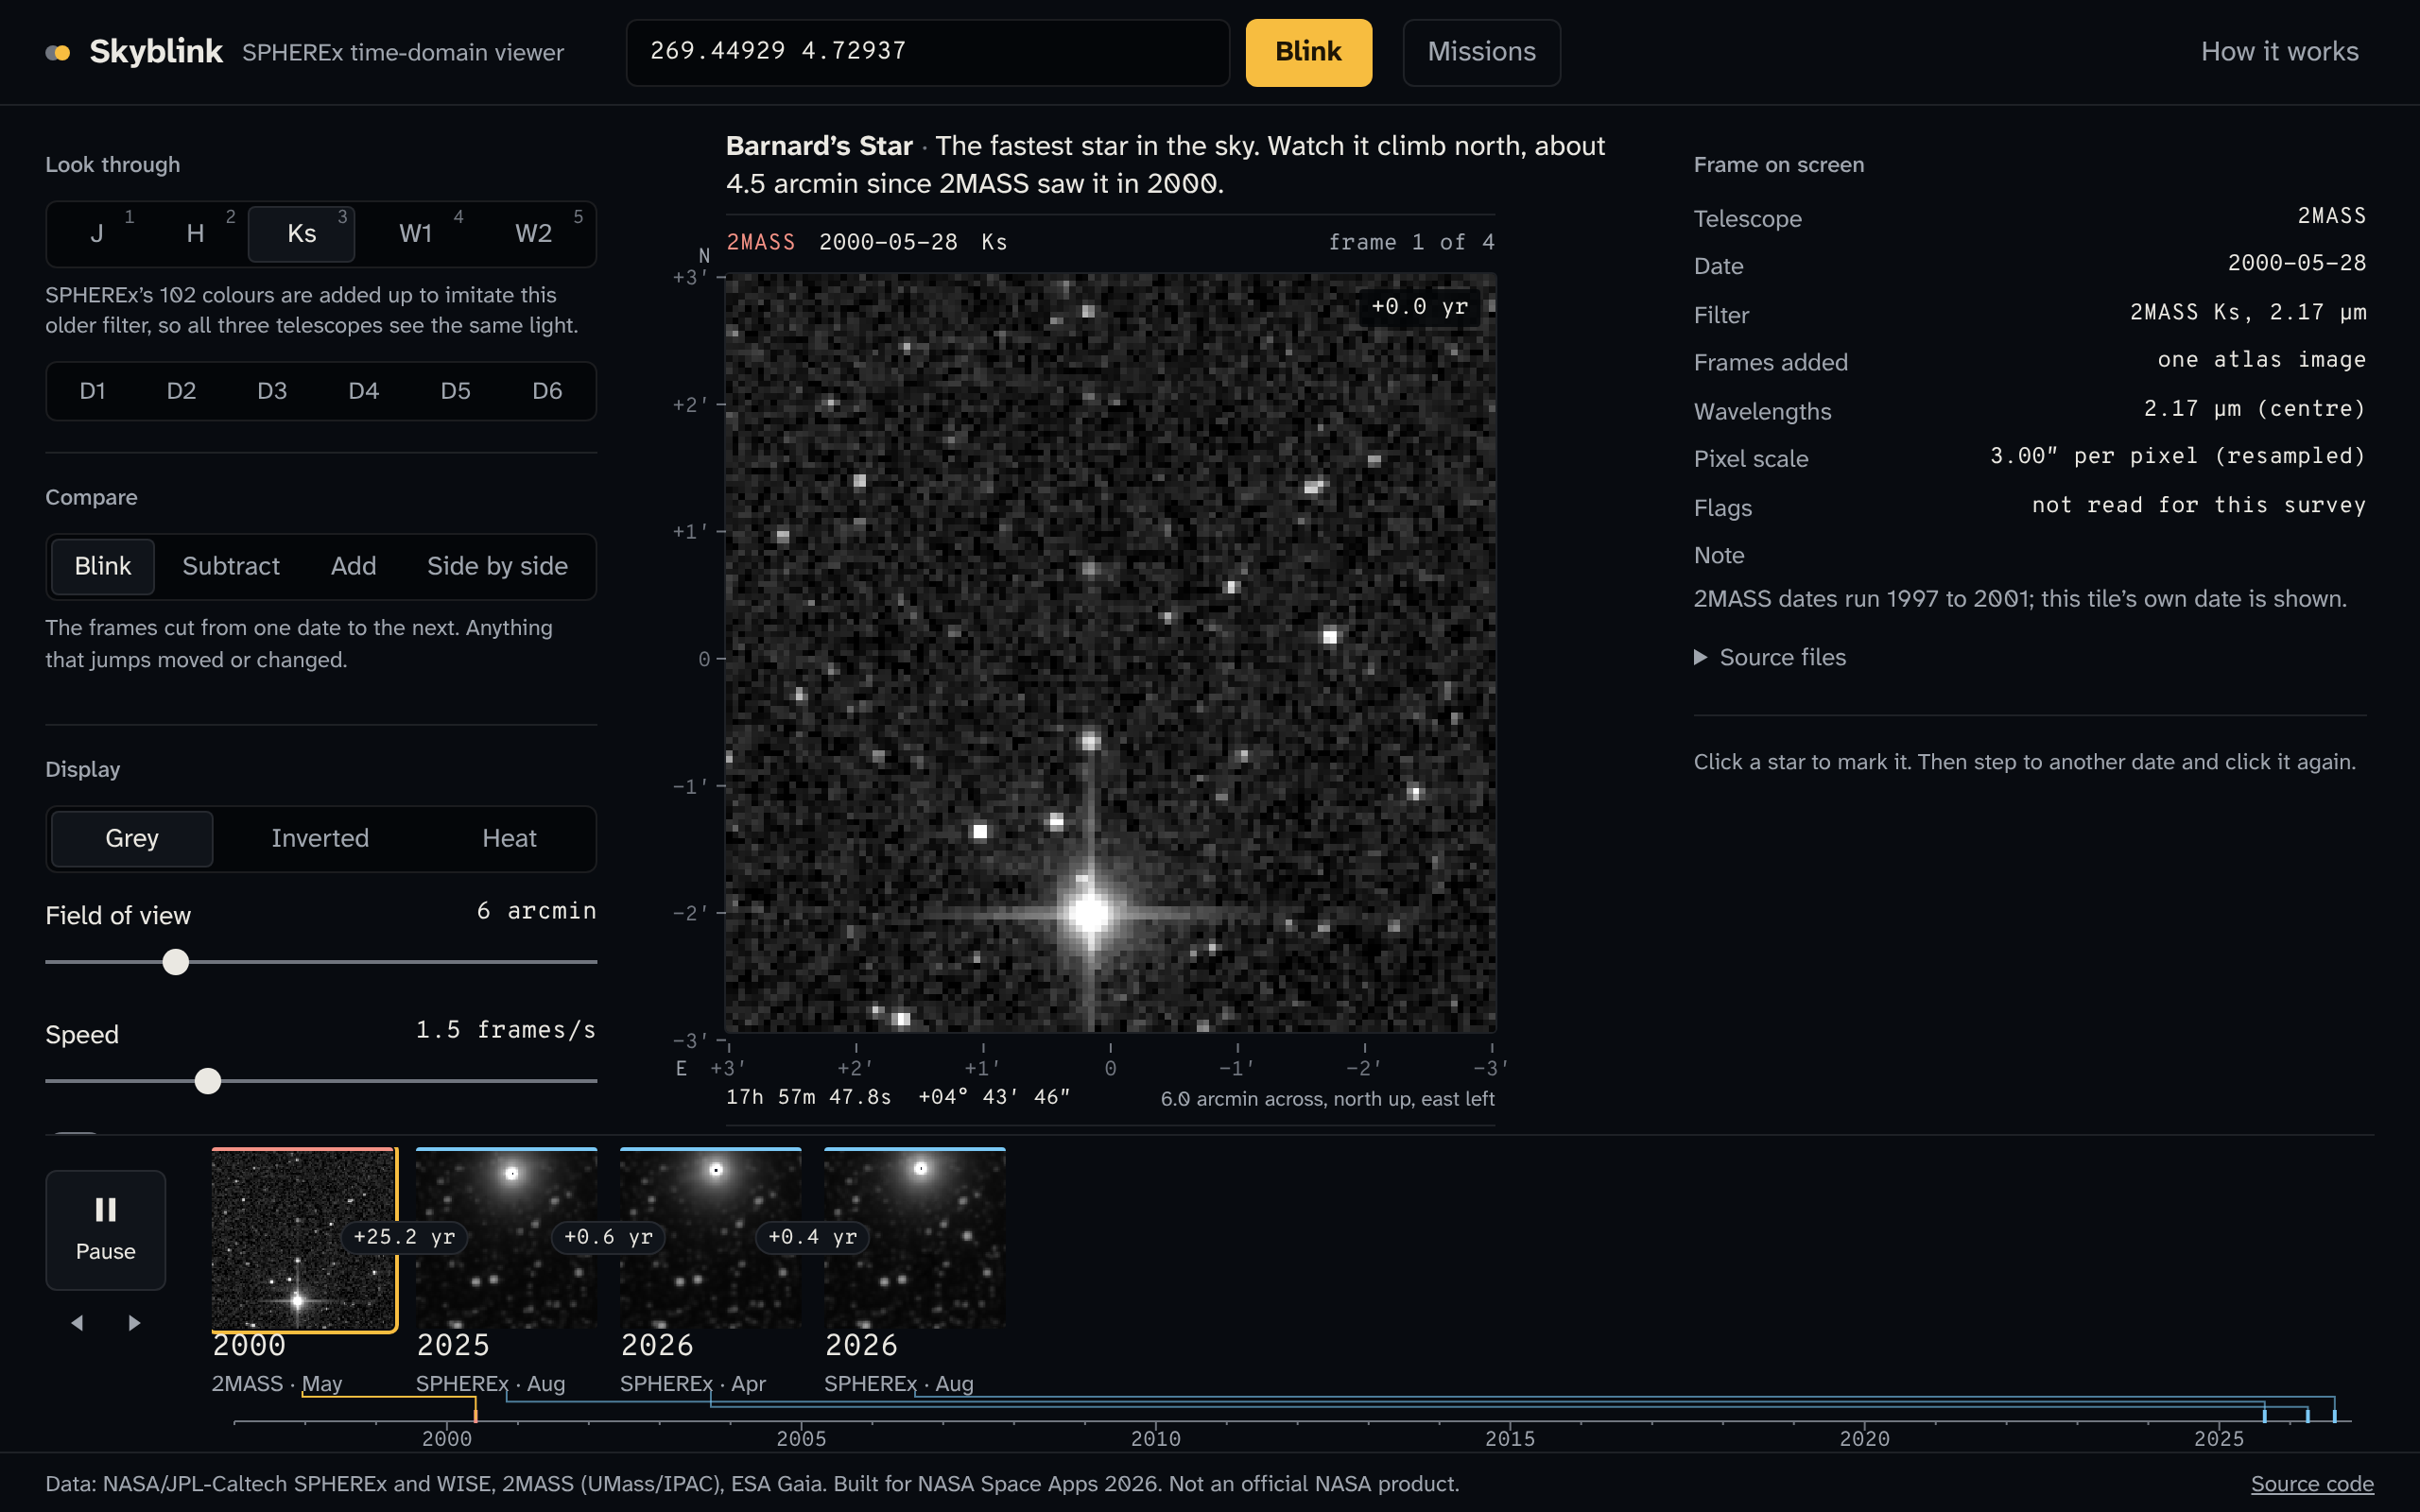 Skyblink SPHEREx time-domain viewer
269.44929 4.72937
Blink
Missions
How it works
Look through
J 1 H 2 Ks 3 W1 4 W2 5
SPHEREx's 102 colours are added up to imitate this
older filter, so all three telescopes see the same light.
D1 D2 D3 D4 D5 D6
Compare
Blink Subtract Add Side by side
The frames cut from one date to the next. Anything
that jumps moved or changed.
Display
Grey Inverted Heat
Field of view 6 arcmin
Speed 1.5 frames/s
Barnard's Star · The fastest star in the sky. Watch it climb north, about
4.5 arcmin since 2MASS saw it in 2000.
2MASS 2000-05-28 Ks frame 1 of 4
N
+3′
+0.0 yr
+2′
+1′
0
−1′
−2′
−3′
E +3′ +2′ +1′ 0 −1′ −2′ −3′
17h 57m 47.8s +04° 43′ 46″ 6.0 arcmin across, north up, east left
Frame on screen
Telescope 2MASS
Date 2000-05-28
Filter 2MASS Ks, 2.17 µm
Frames added one atlas image
Wavelengths 2.17 µm (centre)
Pixel scale 3.00″ per pixel (resampled)
Flags not read for this survey
Note
2MASS dates run 1997 to 2001; this tile's own date is shown.
▶ Source files
Click a star to mark it. Then step to another date and click it again.
Pause
+25.2 yr +0.6 yr +0.4 yr
2000 2025 2026 2026
2MASS · May SPHEREx · Aug SPHEREx · Apr SPHEREx · Aug
2000 2005 2010 2015 2020 2025
Data: NASA/JPL-Caltech SPHEREx and WISE, 2MASS (UMass/IPAC), ESA Gaia. Built for NASA Space Apps 2026. Not an official NASA product.
Source code